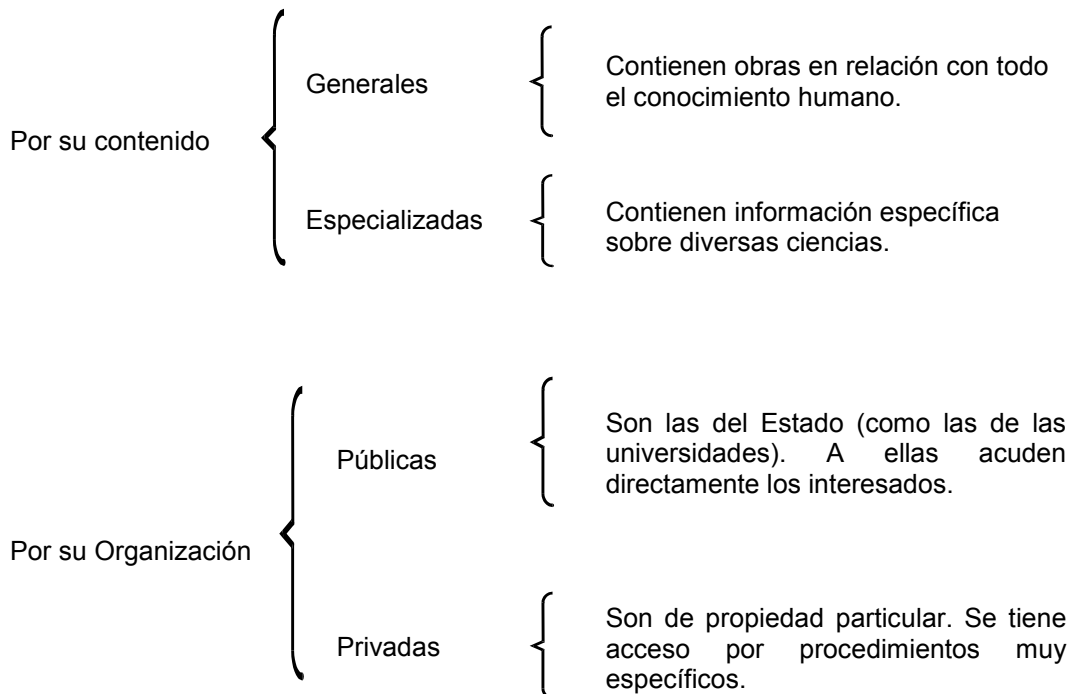 Por su contenido
Generales
Contienen obras en relación con todo
el conocimiento humano.
Especializadas
Contienen información específica
sobre diversas ciencias.
Por su Organización
Públicas
Son las del Estado (como las de las
universidades). A ellas acuden
directamente los interesados.
Privadas
Son de propiedad particular. Se tiene
acceso por procedimientos muy
específicos.